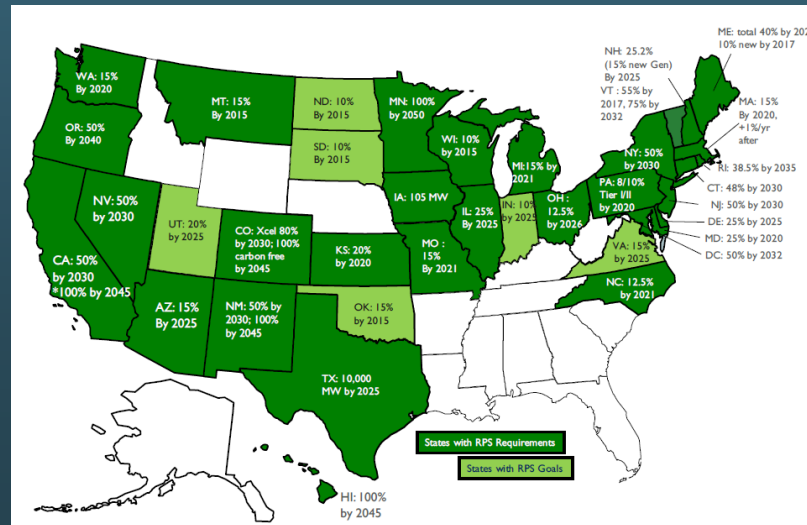 ME: total 40% by 202
10% new by 2017
NH: 25.2%
(15% new Gen)
By 2025
VT : 55% by
2017, 75% by
2032
MA: 15%
By 2020,
+1%/yr
after
WA: 15%
By 2020
MT: 15%
By 2015
ND: 10%
By 2015
MN: 100%
by 2050
OR: 50%
By 2040
SD: 10%
By 2015
WI: 10%
by 2015
MI:15% by
2021
NY: 50%
by 2030
RI: 38.5% by 2035
CT: 48% by 2030
NJ: 50% by 2030
DE: 25% by 2025
MD: 25% by 2020
DC: 50% by 2032
NV: 50%
by 2030
UT: 20%
by 2025
CO: Xcel 80%
by 2030; 100%
carbon free
by 2045
IA: 105 MW
IL: 25%
By 2025
IN: 10%
by 2025
OH :
12.5%
by 2026
PA: 8/10%
Tier I/II
by 2020
CA: 50%
by 2030
*100% by 2045
KS: 20%
by 2020
MO :
15%
By 2021
VA: 15%
by 2025
NC: 12.5%
by 2021
AZ: 15%
By 2025
NM: 50% by
2030; 100%
by 2045
OK: 15%
by 2015
TX: 10,000
MW by 2025
States with RPS Requirements
States with RPS Goals
HI: 100%
by 2045